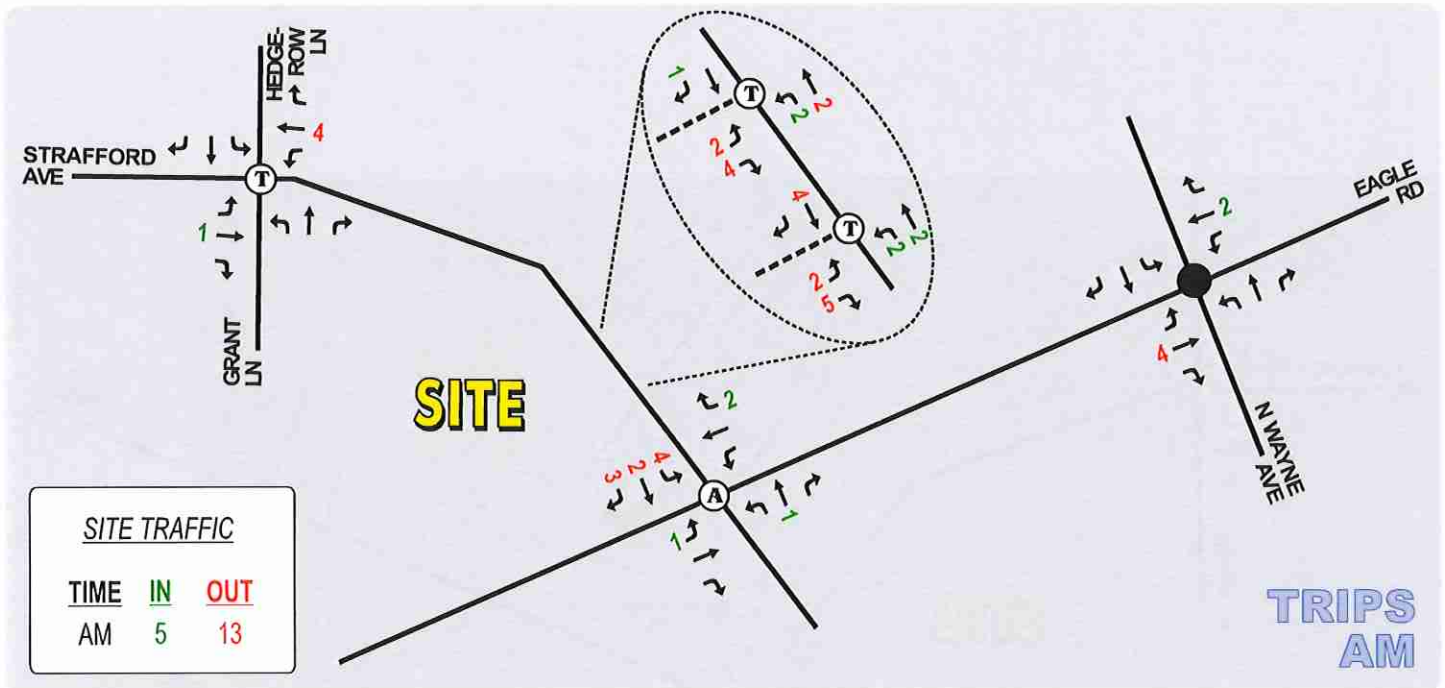 HEDGE-
ROW
LN
4
STRAFFORD
AVE
T
1
GRANT
LN
1
T
2
2
2
4
4
T
2
2
2
5
EAGLE
RD
2
4
N WAYNE
AVE
SITE
2
4
2
3
A
1
1
SITE TRAFFIC
TIME IN OUT
AM 5 13
TRIPS
AM